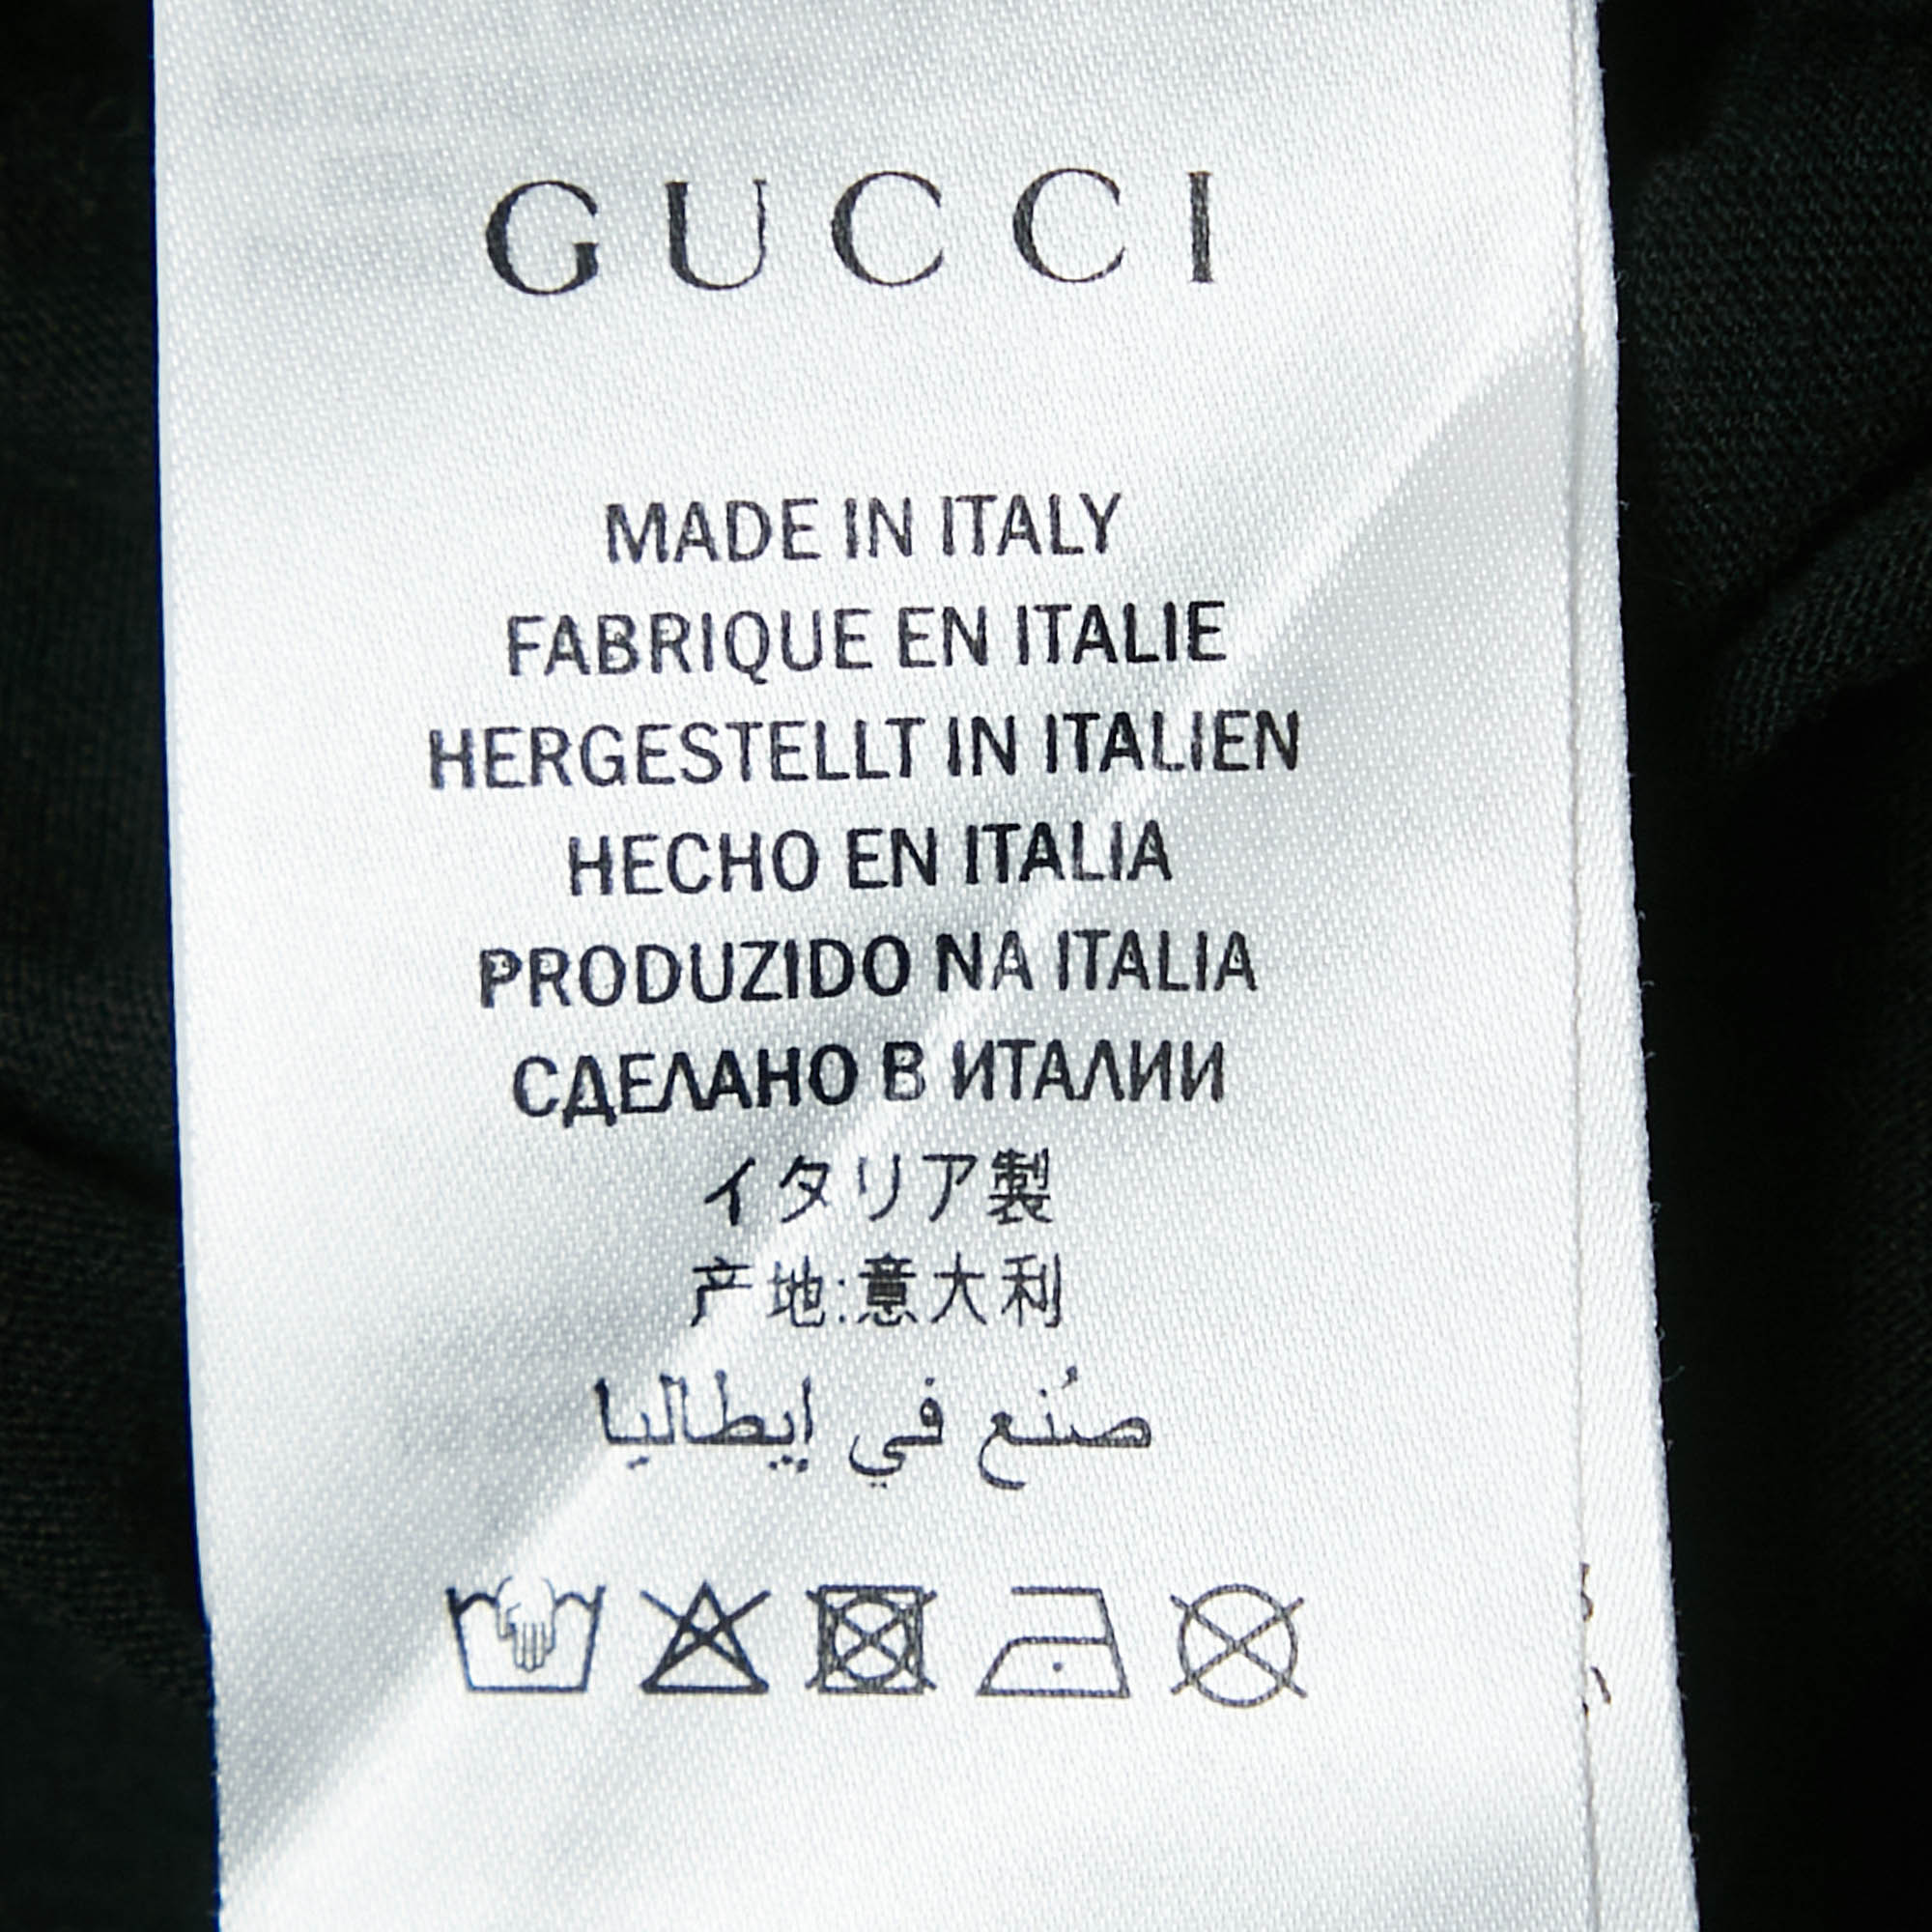 GUCCI
MADE IN ITALY
FABRIQUE EN ITALIE
HERGESTELLT IN ITALIEN
HECHO EN ITALIA
PRODUZIDO NA ITALIA
СДЕЛАНО В ИТАЛИИ
イタリア製
产地:意大利
صُنع في إيطاليا